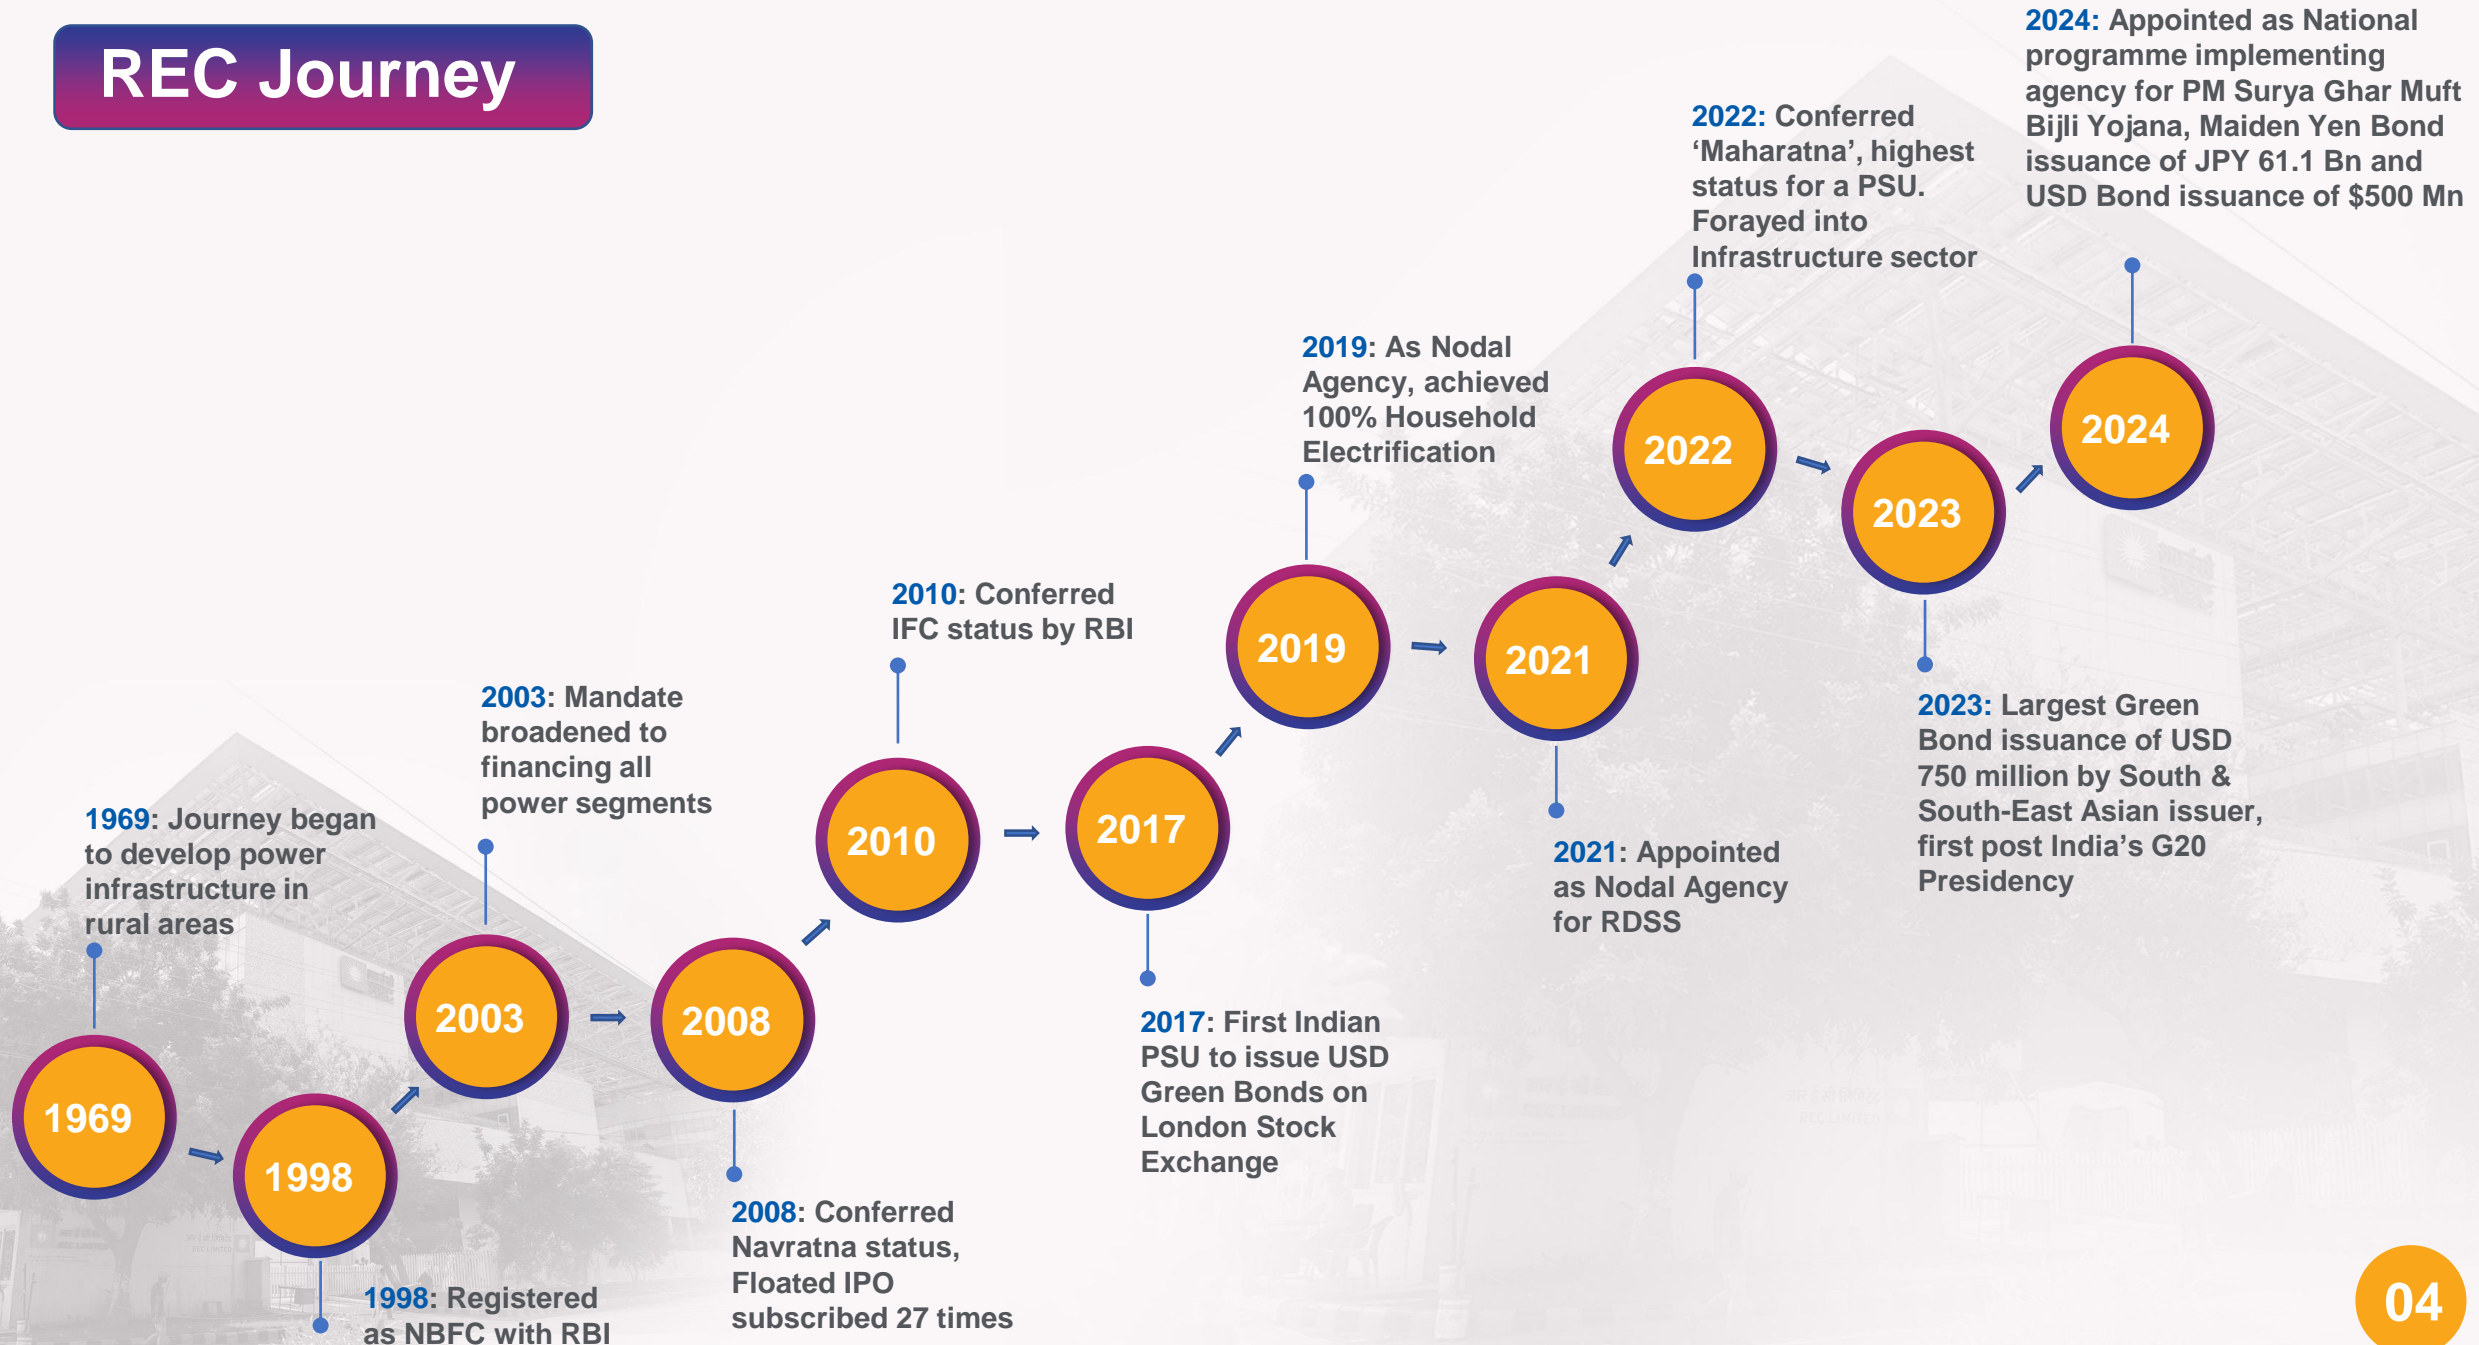 REC Journey
2024: Appointed as National
programme implementing
agency for PM Surya Ghar Muft
Bijli Yojana, Maiden Yen Bond
issuance of JPY 61.1 Bn and
USD Bond issuance of $500 Mn
2022: Conferred
‘Maharatna’, highest
status for a PSU.
Forayed into
Infrastructure sector
2019: As Nodal
Agency, achieved
100% Household
Electrification
2010: Conferred
IFC status by RBI
2003: Mandate
broadened to
financing all
power segments
1969: Journey began
to develop power
infrastructure in
rural areas
1969
1998
2003
2008
2010
2017
2019
2021
2022
2023
2024
1998: Registered
as NBFC with RBI
2008: Conferred
Navratna status,
Floated IPO
subscribed 27 times
2017: First Indian
PSU to issue USD
Green Bonds on
London Stock
Exchange
2021: Appointed
as Nodal Agency
for RDSS
2023: Largest Green
Bond issuance of USD
750 million by South &
South-East Asian issuer,
first post India’s G20
Presidency
REC LIMITED
04